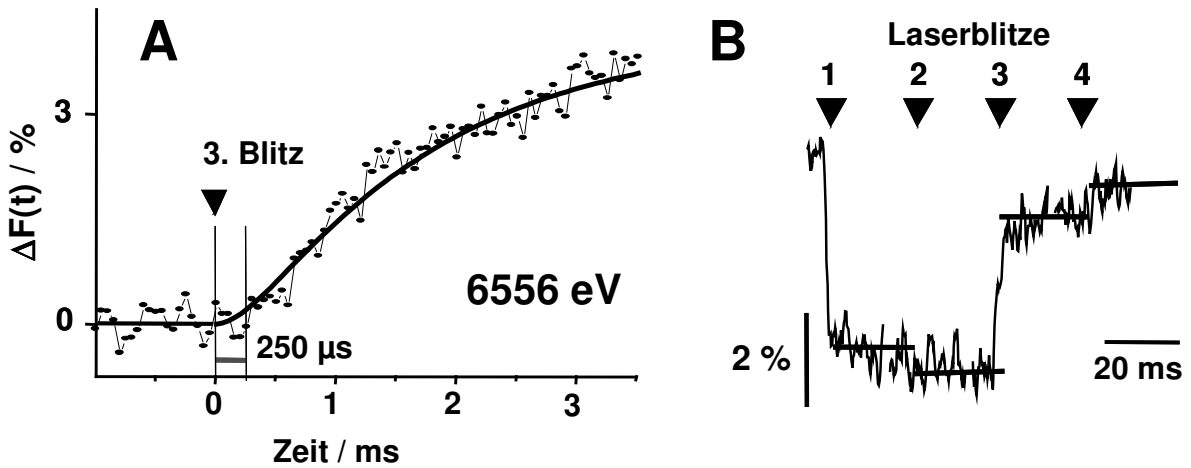 A
ΔF(t) / %
3
0
3. Blitz
250 µs
6556 eV
0
1
2
3
Zeit / ms
B
Laserblitze
1 2 3 4
2 %
20 ms